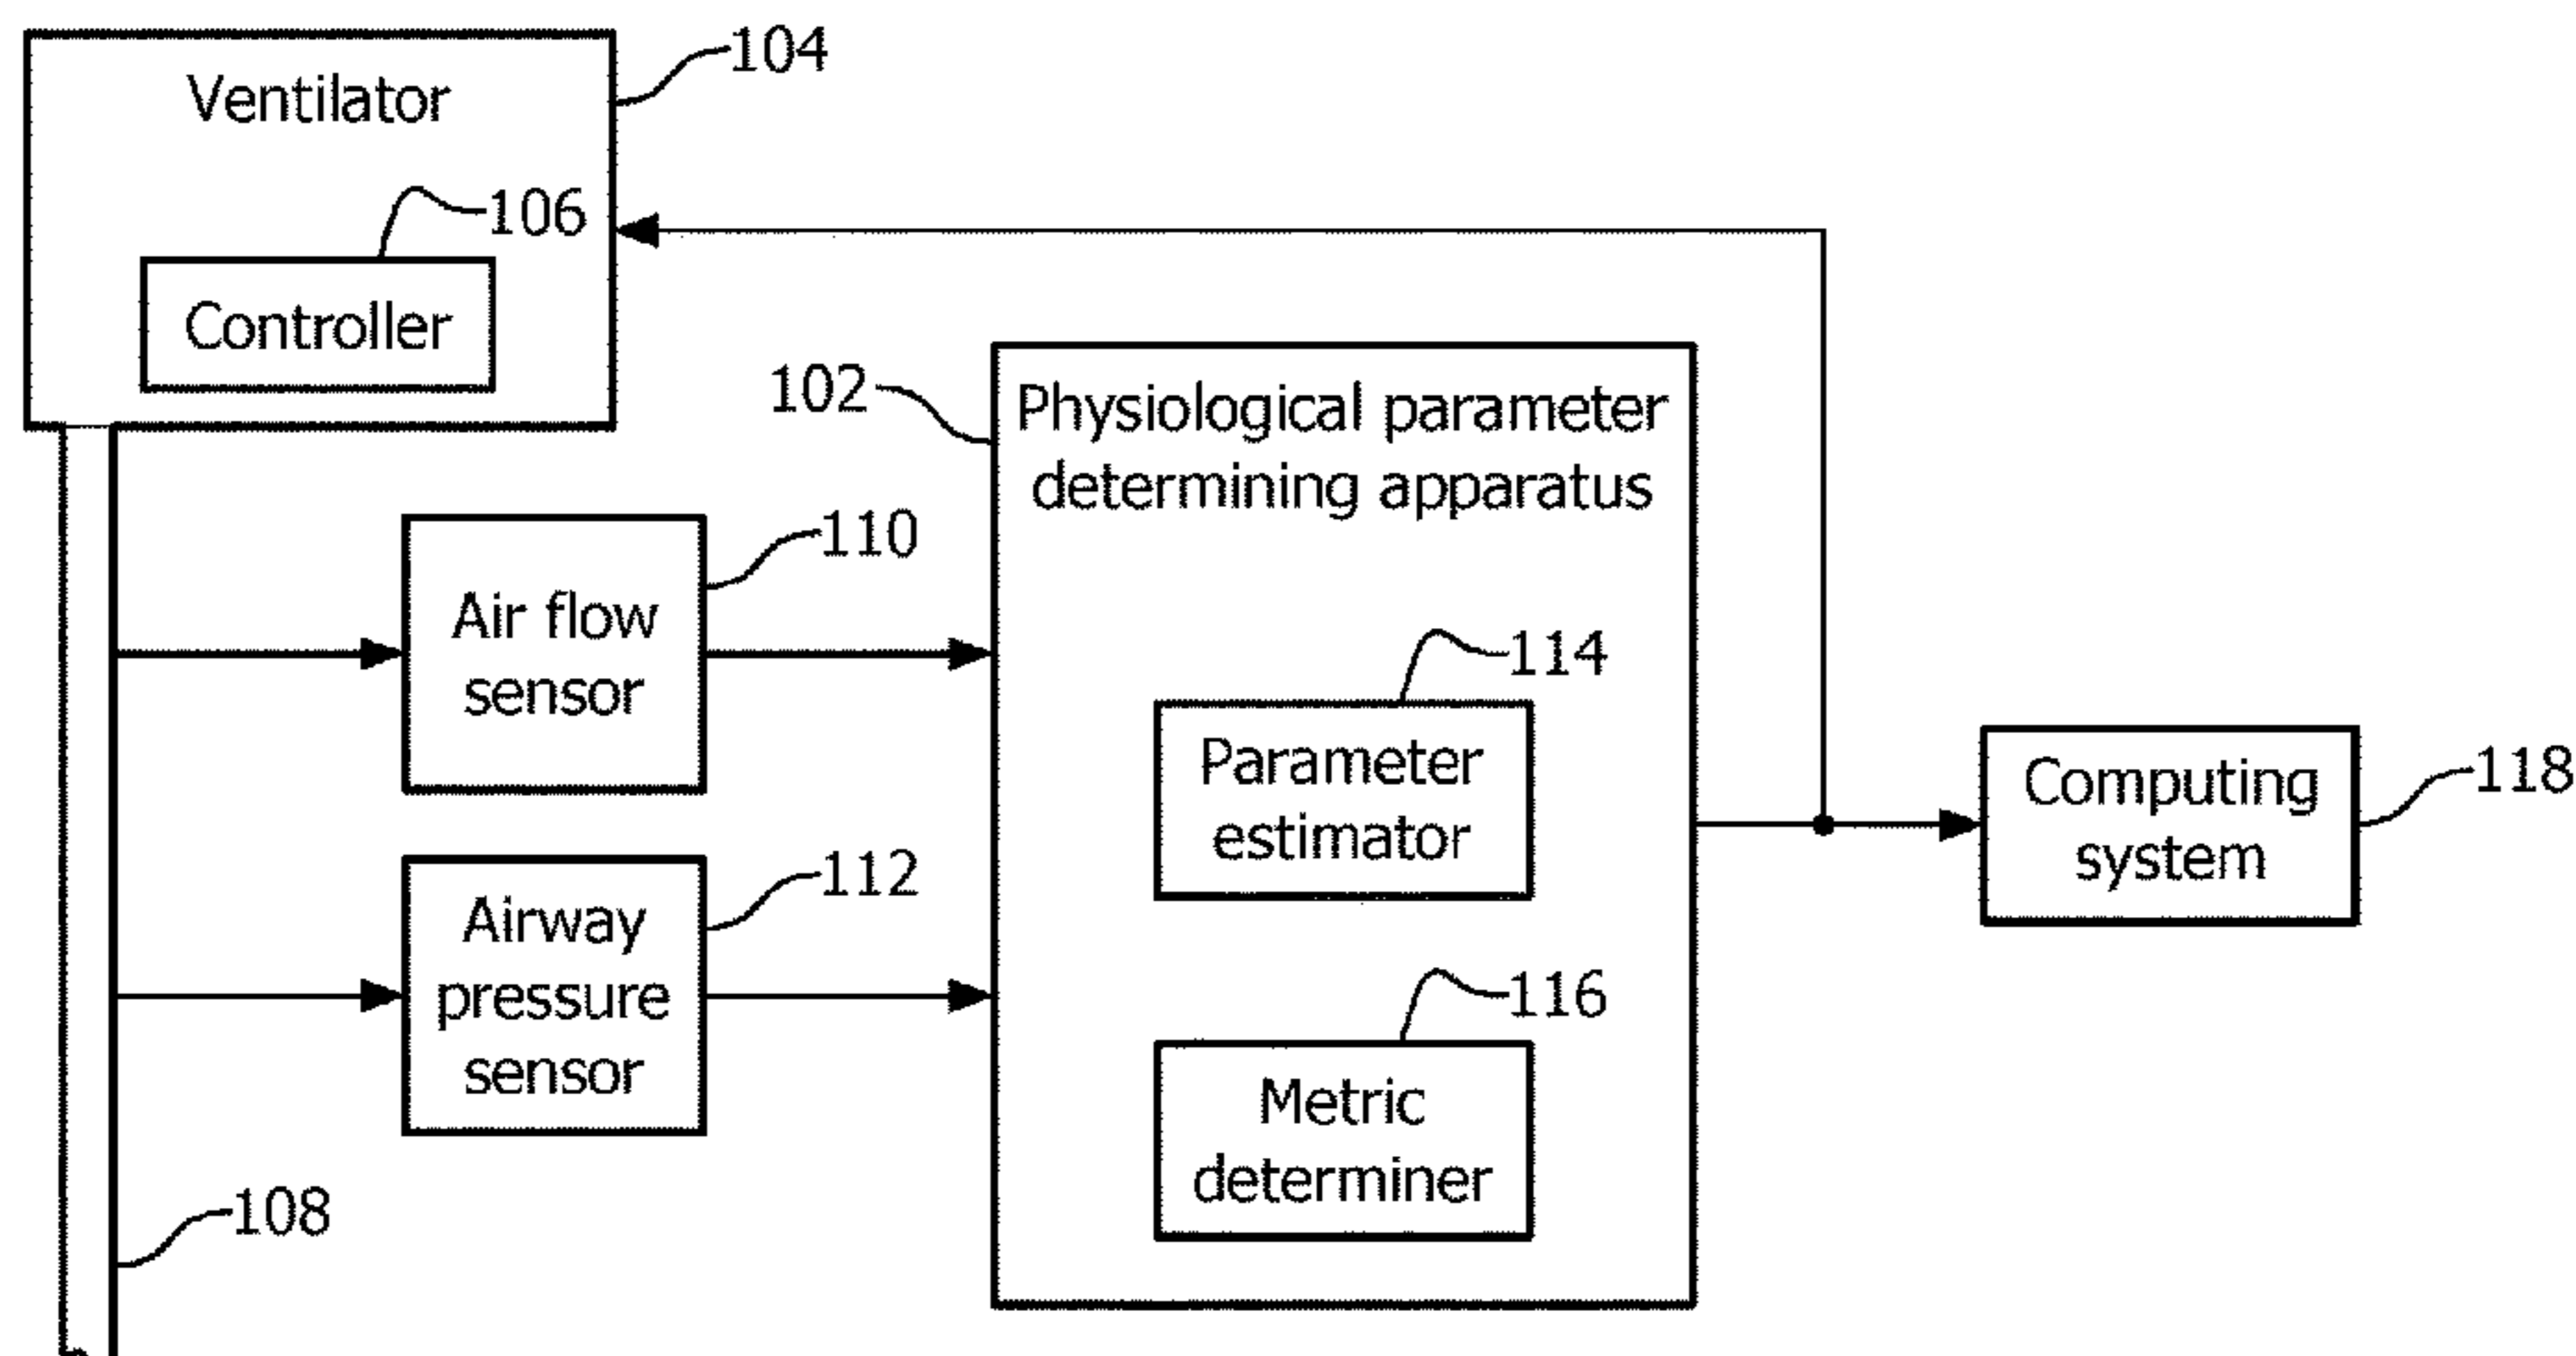 104
Ventilator
106
Controller
102
Physiological parameter
determining apparatus
110
Air flow
sensor
114
Parameter
estimator
118
Computing
system
112
Airway
pressure
sensor
116
Metric
determiner
108